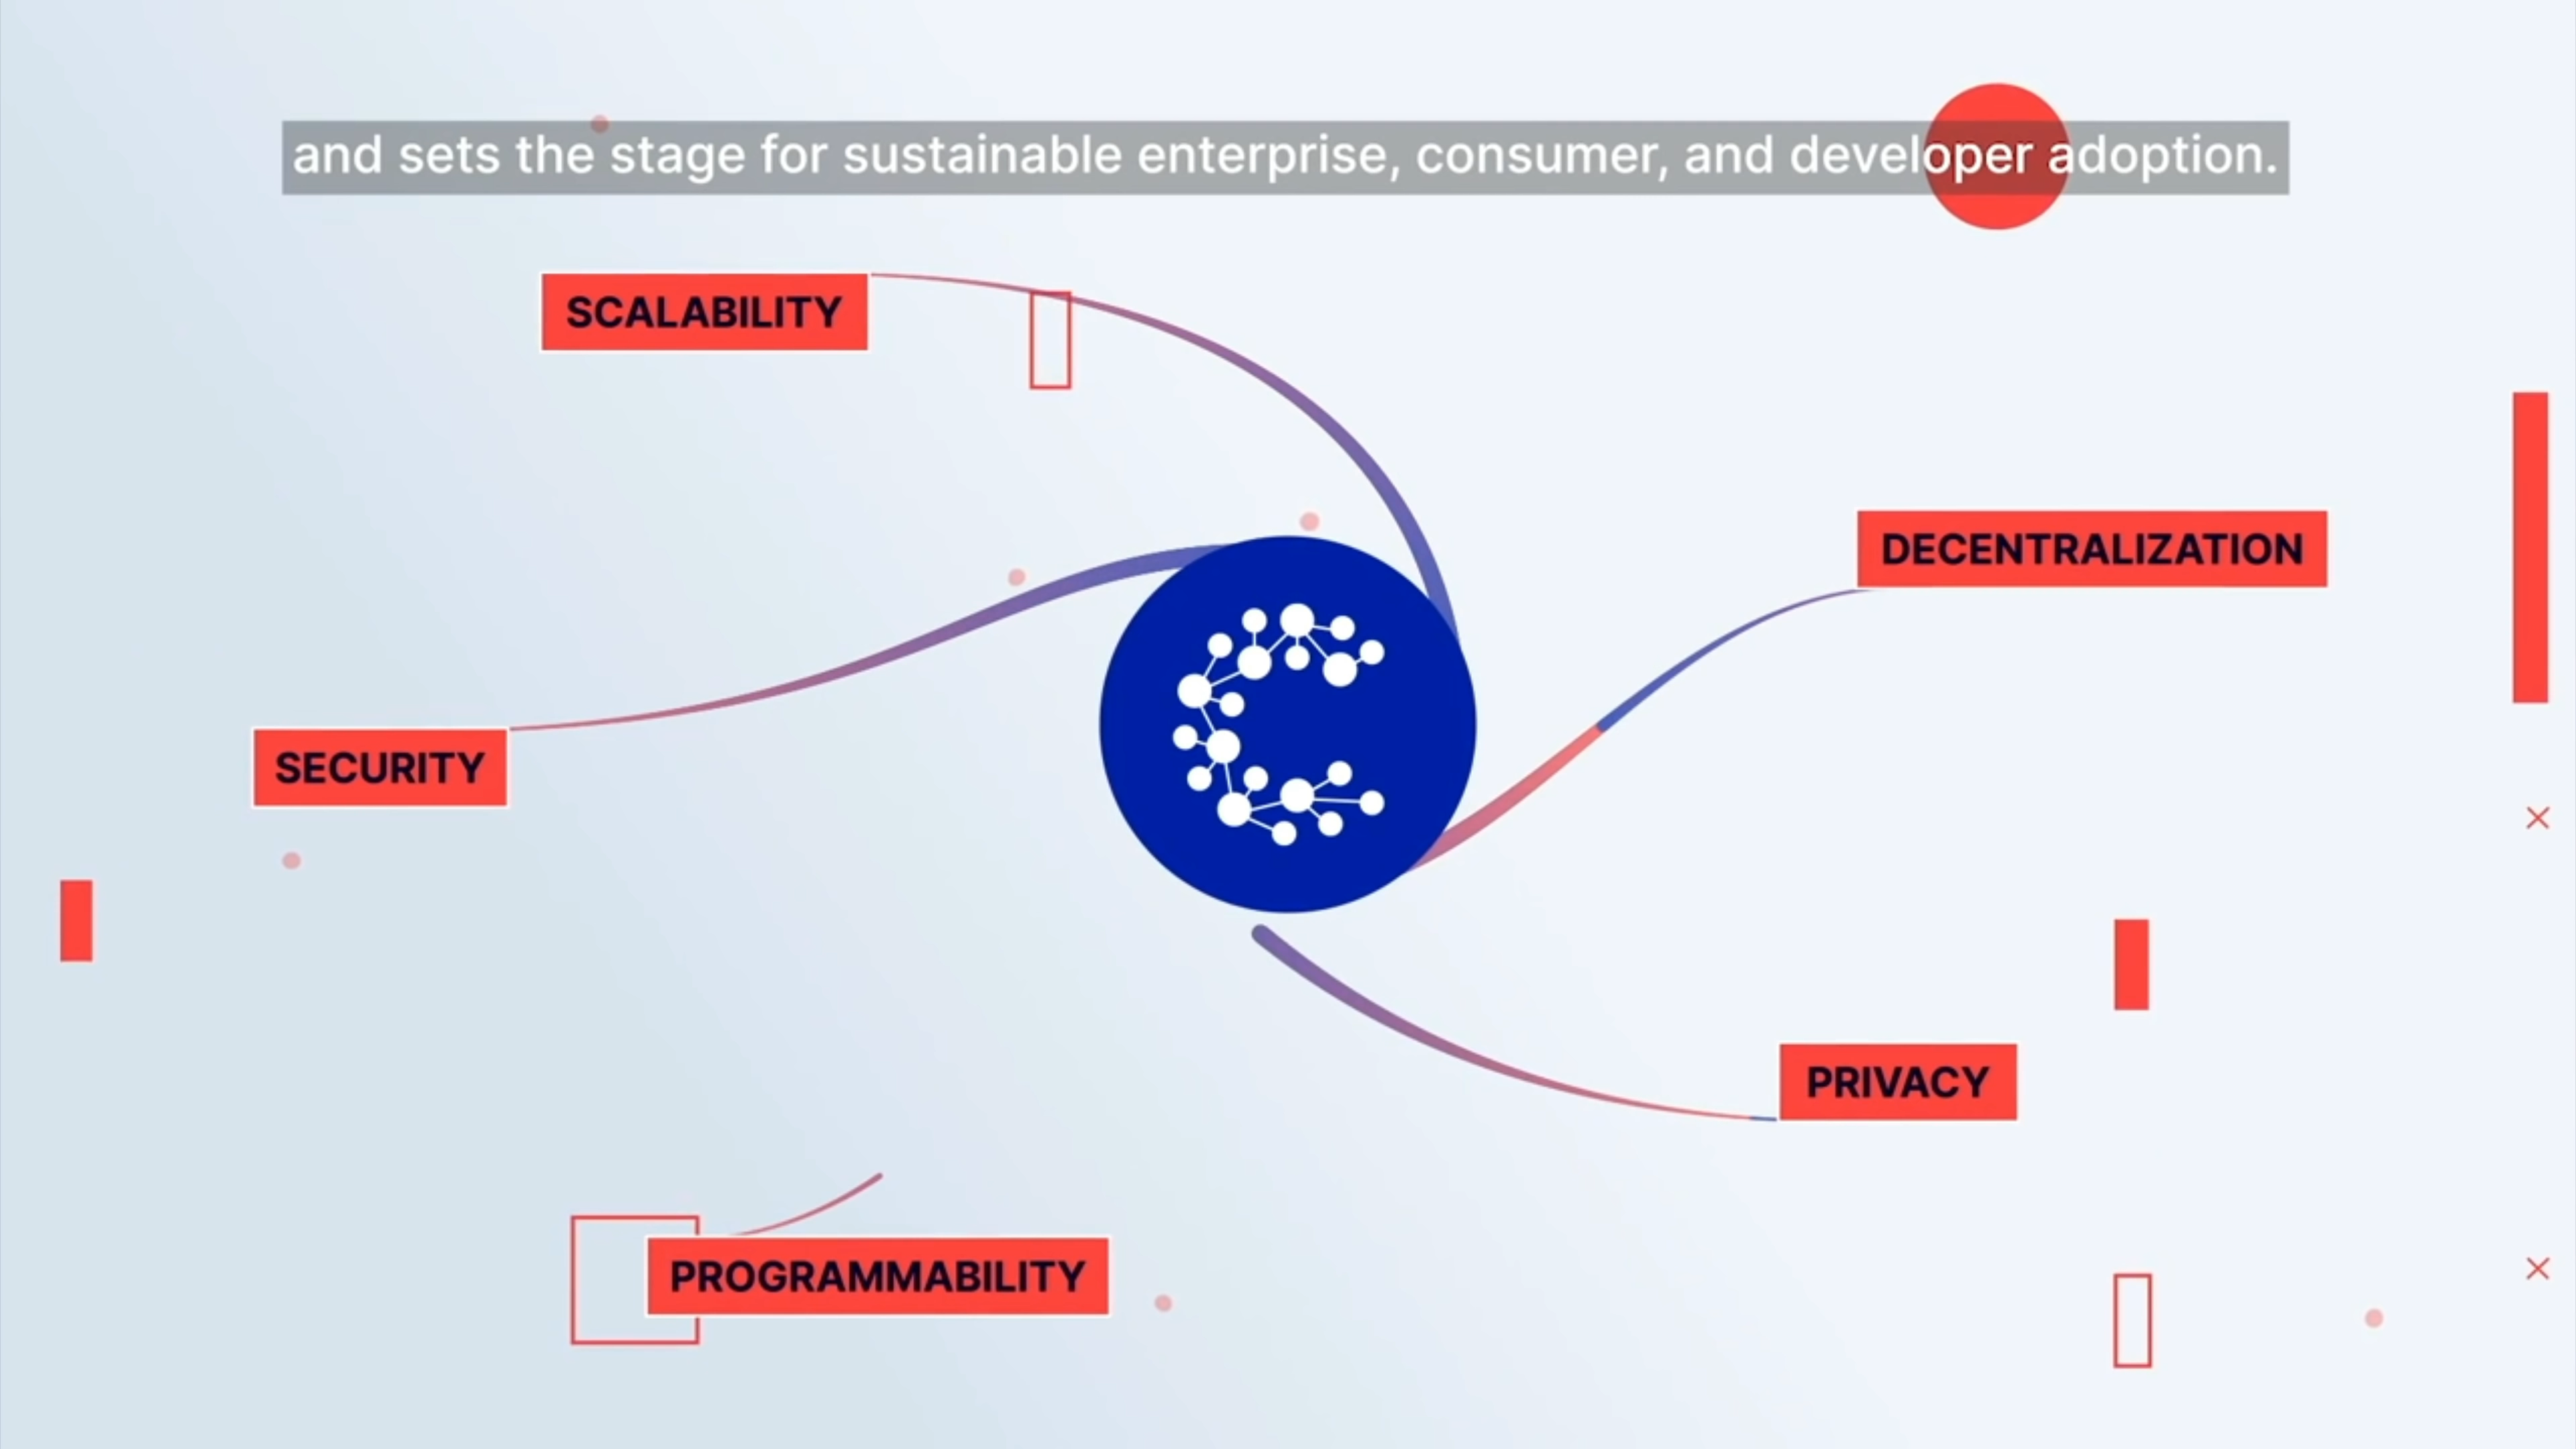 and sets the stage for sustainable enterprise, consumer, and developer adoption.
SCALABILITY
DECENTRALIZATION
SECURITY
PRIVACY
PROGRAMMABILITY